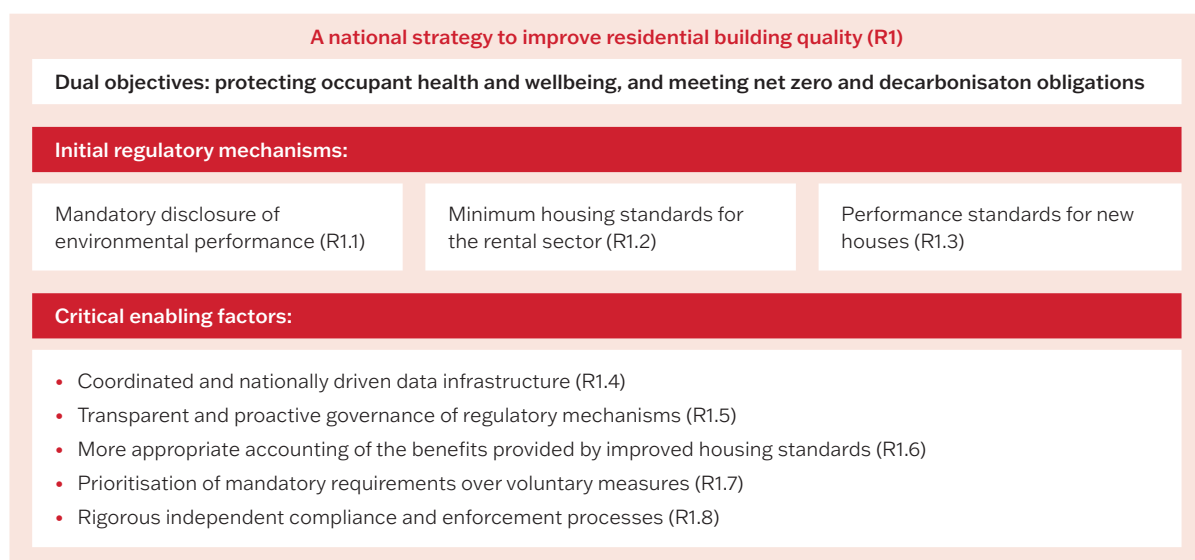 A national strategy to improve residential building quality (R1)
Dual objectives: protecting occupant health and wellbeing, and meeting net zero and decarbonisaton obligations
Initial regulatory mechanisms:
Mandatory disclosure of
environmental performance (R1.1)
Minimum housing standards for
the rental sector (R1.2)
Performance standards for new
houses (R1.3)
Critical enabling factors:
• Coordinated and nationally driven data infrastructure (R1.4)
• Transparent and proactive governance of regulatory mechanisms (R1.5)
• More appropriate accounting of the benefits provided by improved housing standards (R1.6)
• Prioritisation of mandatory requirements over voluntary measures (R1.7)
• Rigorous independent compliance and enforcement processes (R1.8)